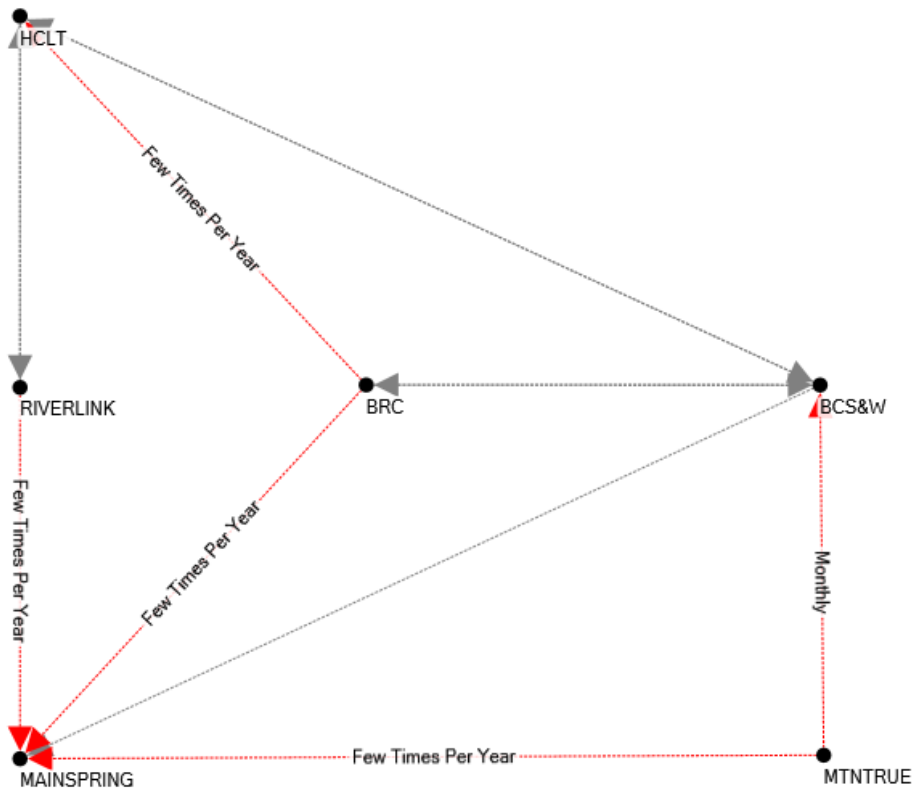 HCLT
Few Times Per Year
RIVERLINK
BRC
BCS&W
Few Times Per Year
Few Times Per Year
Monthly
Few Times Per Year
MAINSPRING
MTNTRUE